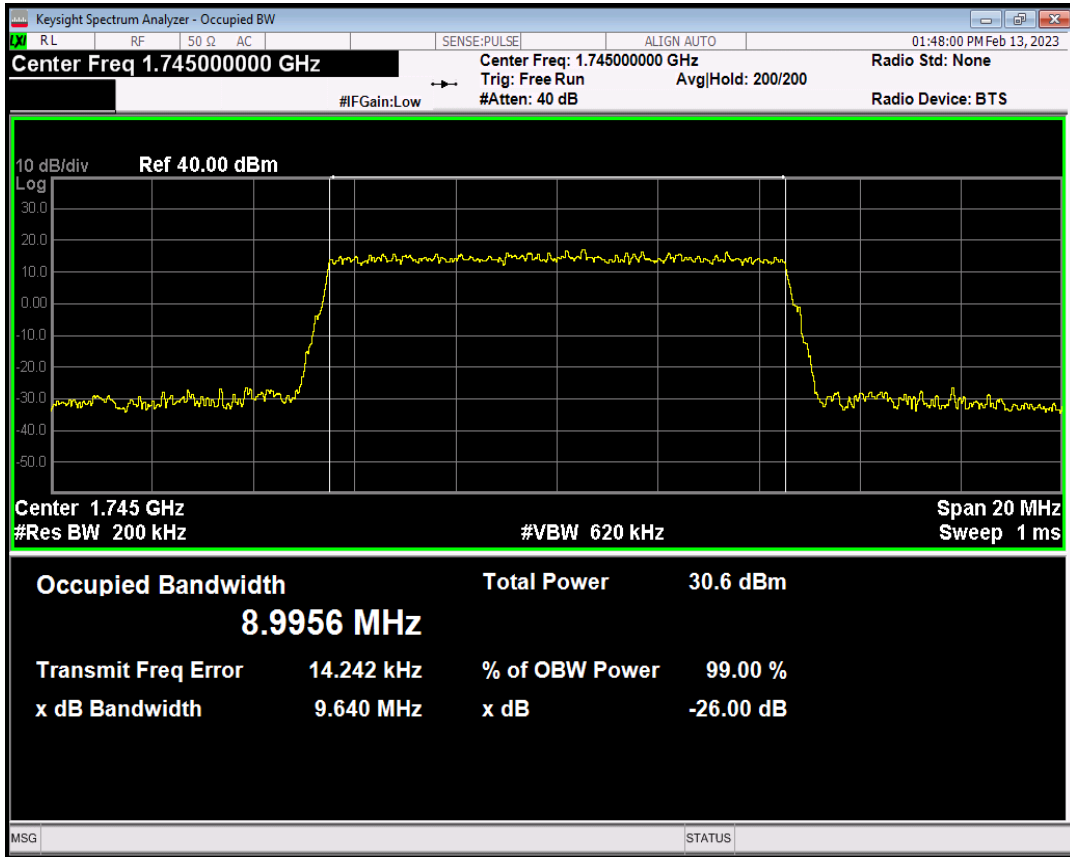 Keysight Spectrum Analyzer - Occupied BW
LXI RL RF 50 Ω AC SENSE:PULSE ALIGN AUTO 01:48:00 PM Feb 13, 2023
Center Freq 1.745000000 GHz Center Freq: 1.745000000 GHz Radio Std: None
Trig: Free Run Avg|Hold: 200/200
#IFGain:Low #Atten: 40 dB Radio Device: BTS
10 dB/div Ref 40.00 dBm
Log
30.0
20.0
10.0
0.00
-10.0
-20.0
-30.0
-40.0
-50.0
Center 1.745 GHz Span 20 MHz
#Res BW 200 kHz #VBW 620 kHz Sweep 1 ms
Occupied Bandwidth Total Power 30.6 dBm
8.9956 MHz
Transmit Freq Error 14.242 kHz % of OBW Power 99.00 %
x dB Bandwidth 9.640 MHz x dB -26.00 dB
MSG STATUS